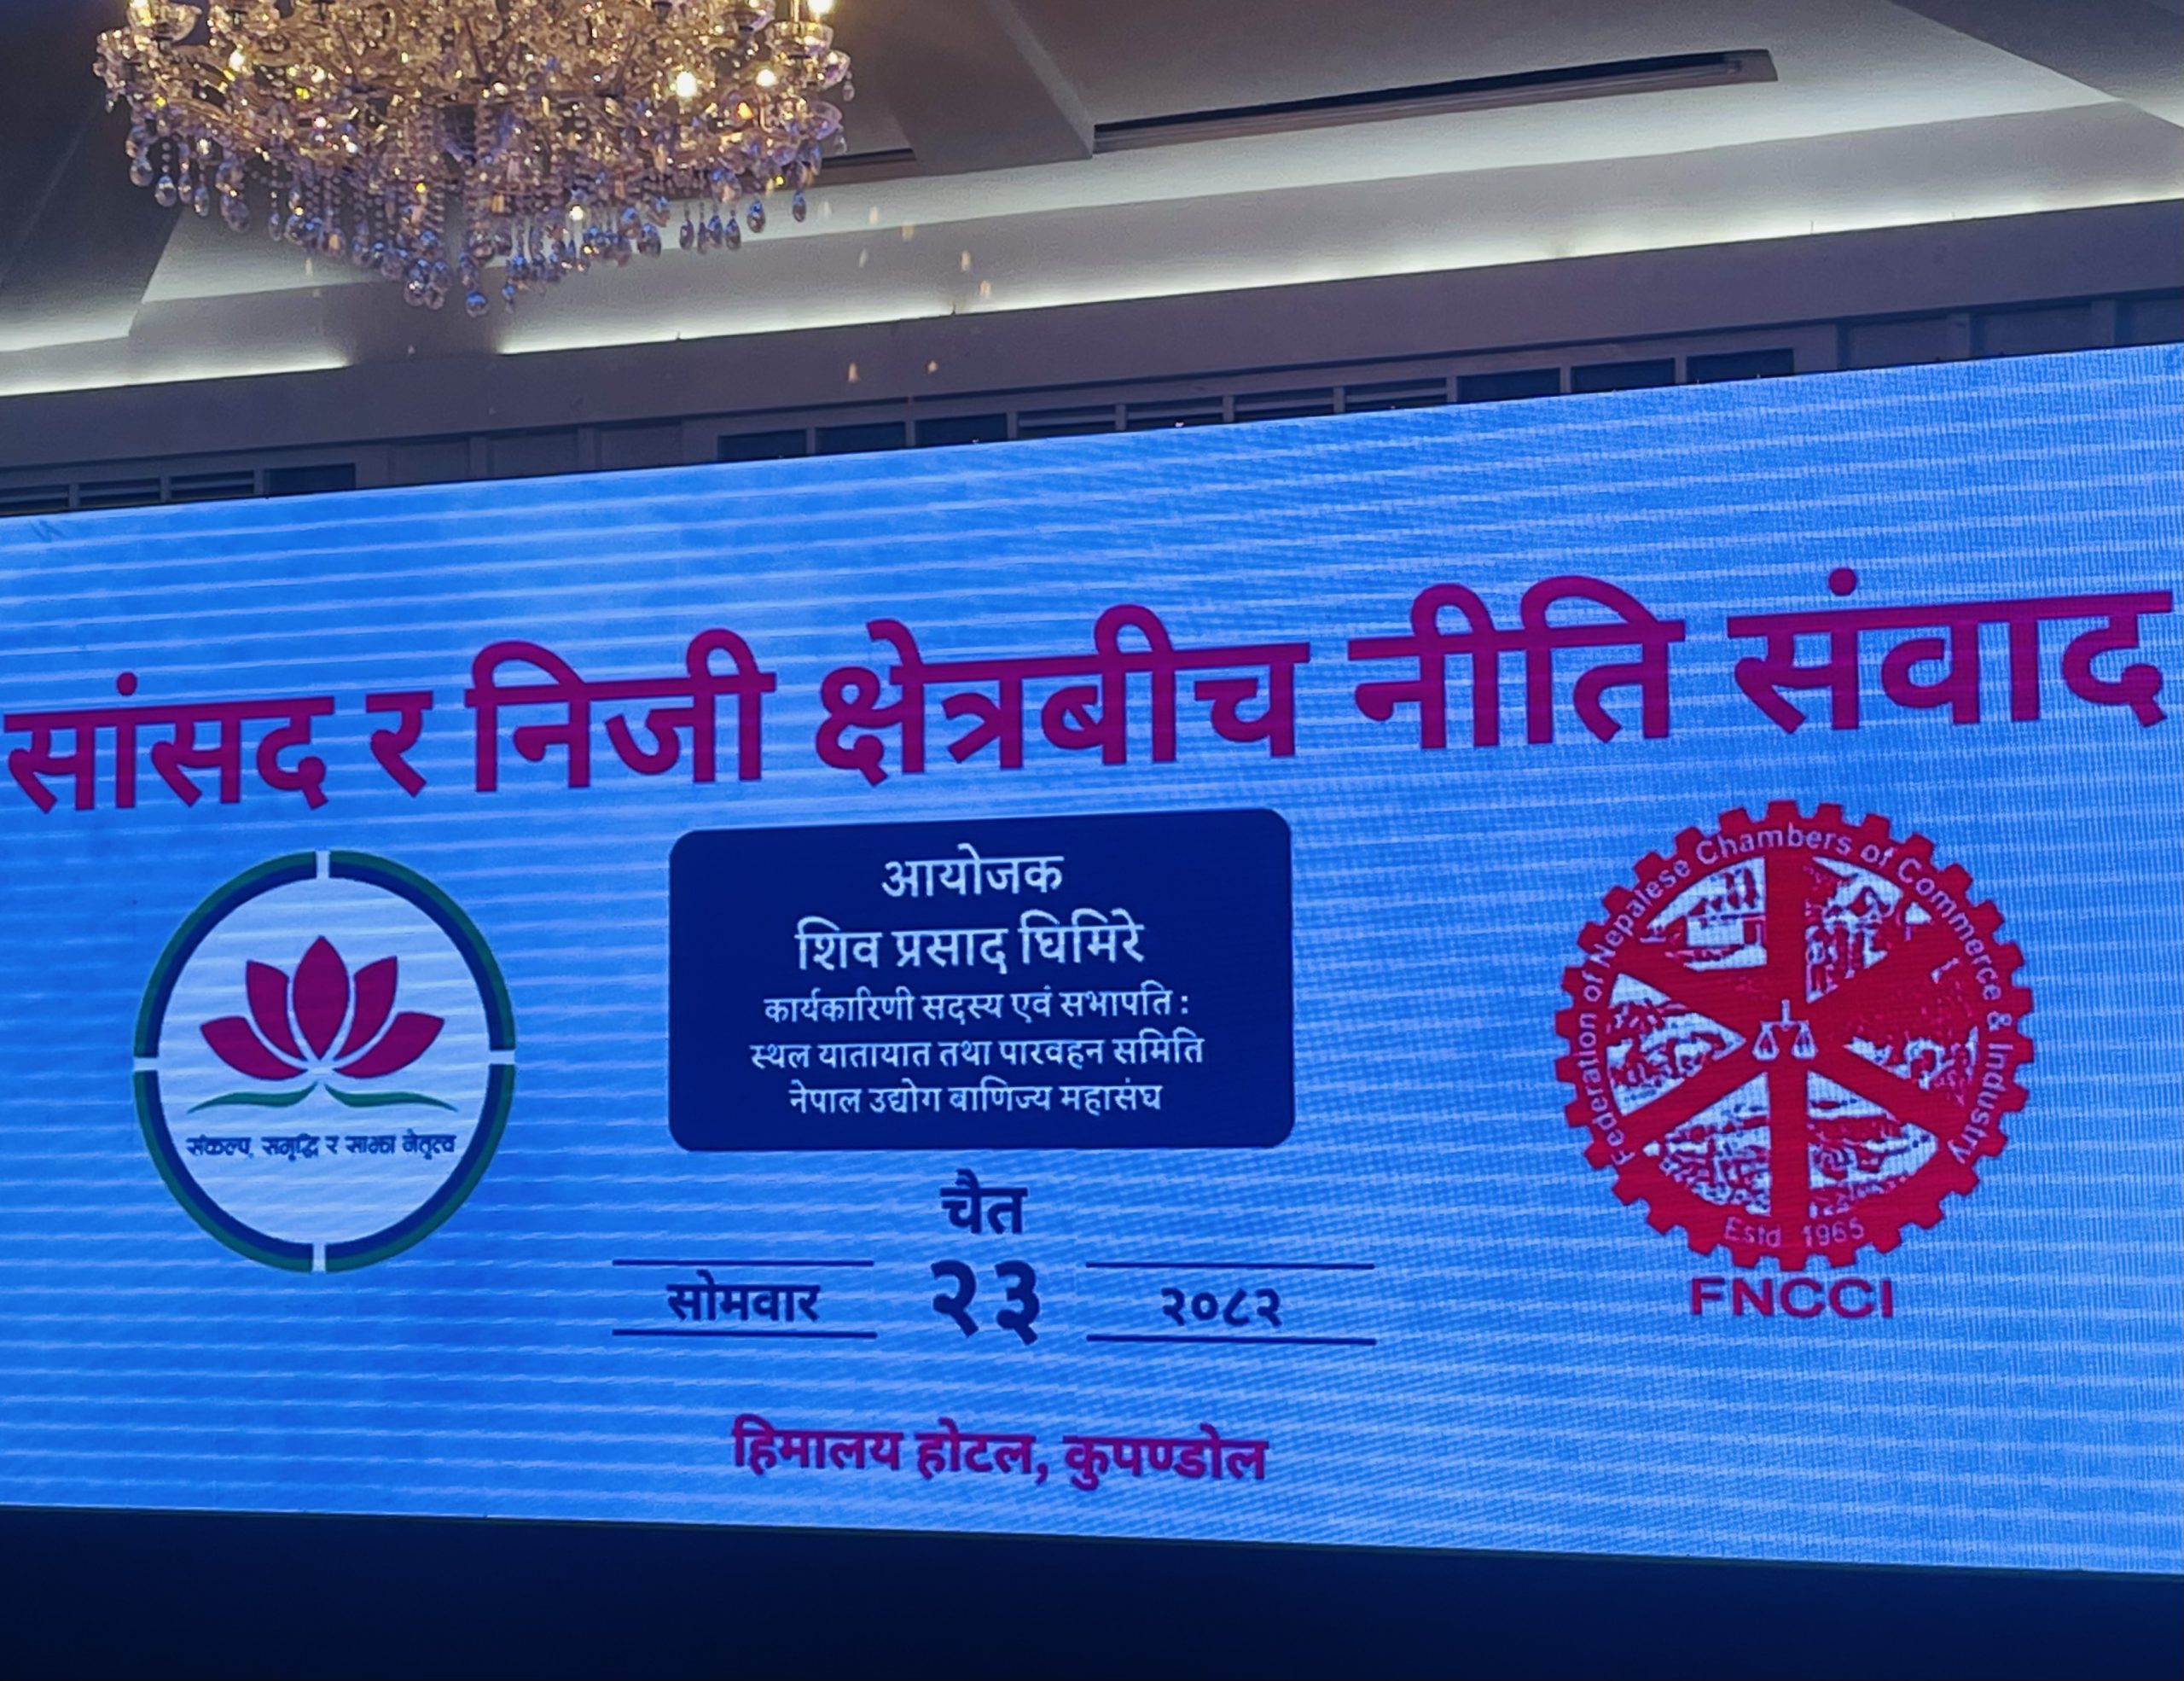 सांसद र निजी क्षेत्रबीच नीति संवाद
आयोजक
शिव प्रसाद घिमिरे
कार्यकारिणी सदस्य एवं सभापति :
स्थल यातायात तथा पारवहन समिति
नेपाल उद्योग बाणिज्य महासंघ
संकल्प, समृद्धि र साझा नेतृत्व
Federation of Nepalese Chambers of Commerce & Industry
Estd 1965
FNCCI
चैत
सोमवार २३ २०८२
हिमालय होटल, कुपण्डोल